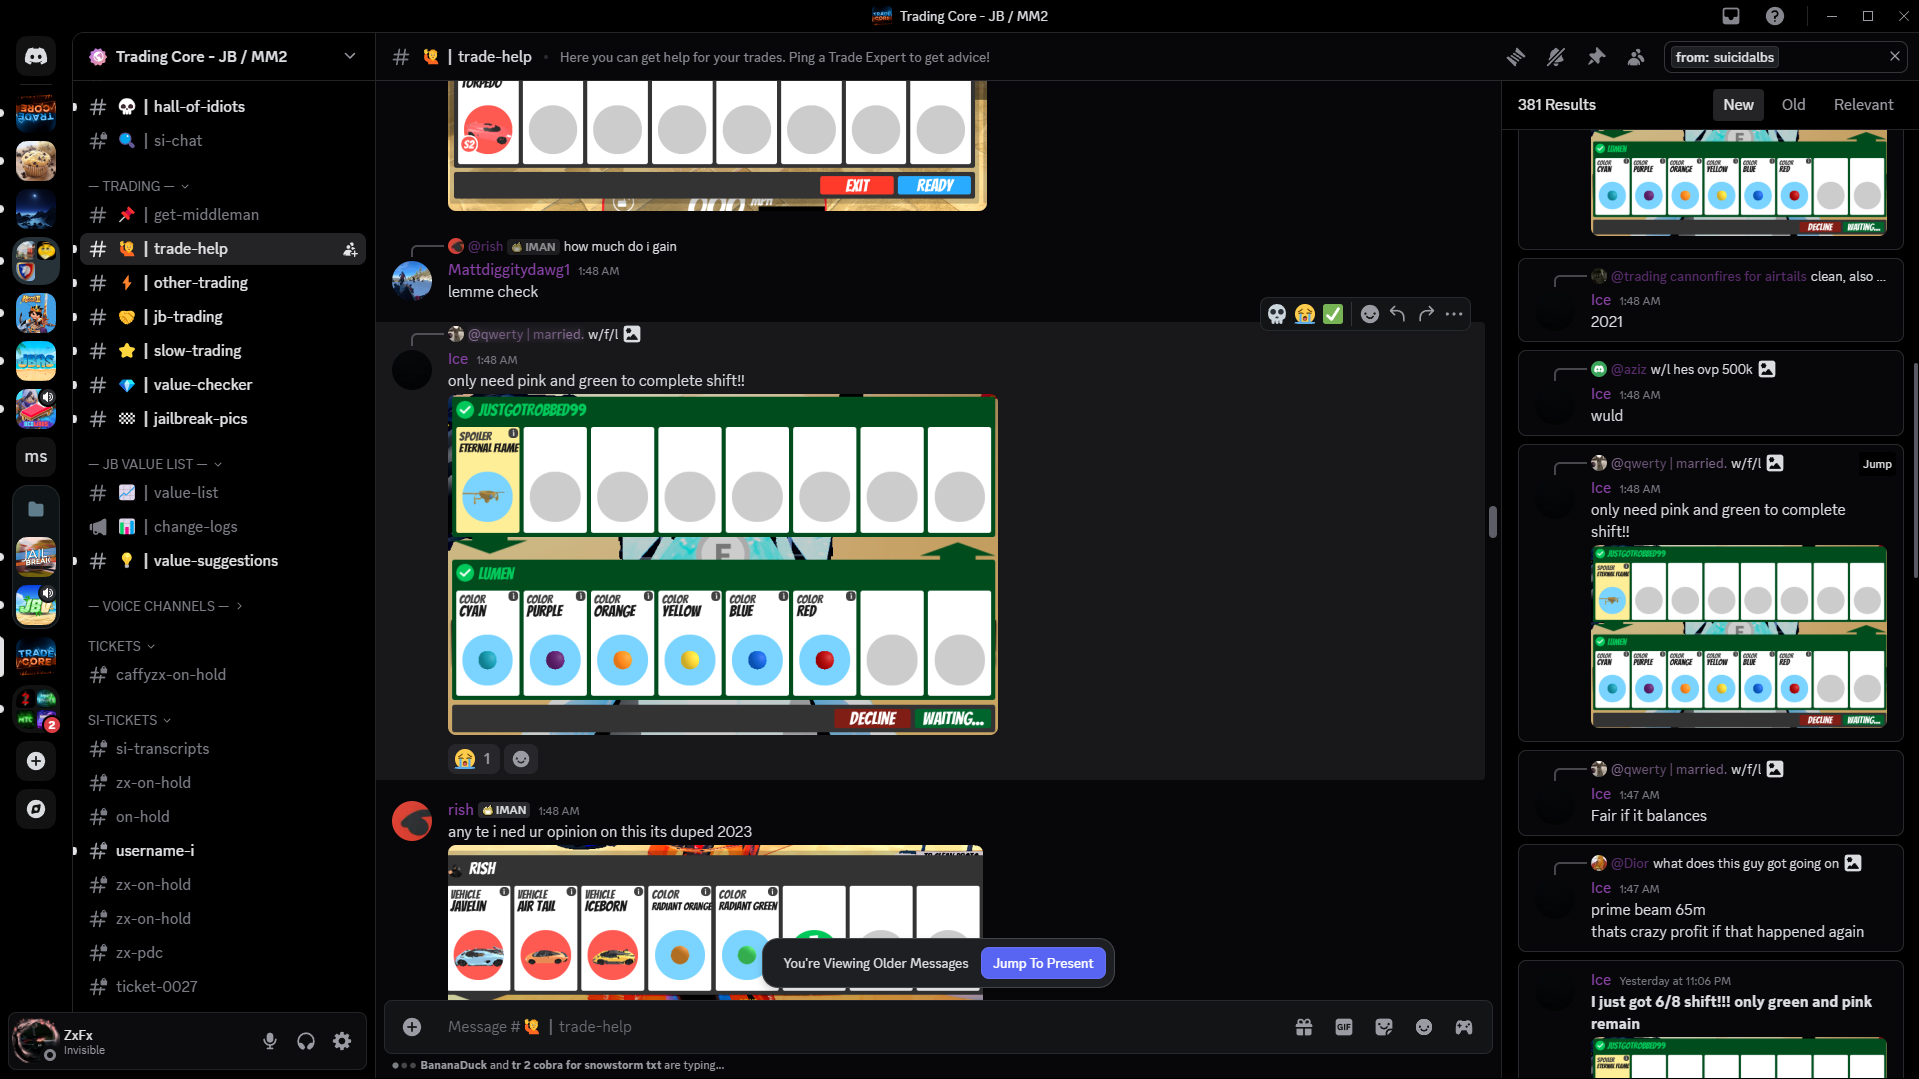 Trading Core - JB / MM2
Trading Core - JB / MM2
hall-of-idiots
si-chat
— TRADING —
get-middleman
trade-help
other-trading
jb-trading
slow-trading
value-checker
jailbreak-pics
— JB VALUE LIST —
value-list
change-logs
value-suggestions
— VOICE CHANNELS —
TICKETS
caffyzx-on-hold
SI-TICKETS
si-transcripts
zx-on-hold
on-hold
username-i
zx-on-hold
zx-on-hold
zx-pdc
ticket-0027
ms
2
ZxFx
Invisible
| trade-help
Here you can get help for your trades. Ping a Trade Expert to get advice!
from: suicidalbs
TORPEDO
S2
EXIT READY
@rish IMAN how much do i gain
Mattdiggitydawg1 1:48 AM
lemme check
@qwerty | married. w/f/l
Ice 1:48 AM
only need pink and green to complete shift!!
JUSTGOTROBBED99
SPOILER
ETERNAL FLAME
E
LUMEN
COLOR CYAN
COLOR PURPLE
COLOR ORANGE
COLOR YELLOW
COLOR BLUE
COLOR RED
DECLINE WAITING...
1
rish IMAN 1:48 AM
any te i ned ur opinion on this its duped 2023
RISH
VEHICLE JAVELIN
VEHICLE AIR TAIL
VEHICLE ICEBORN
COLOR RADIANT ORANGE
COLOR RADIANT GREEN
You're Viewing Older Messages Jump To Present
Message # | trade-help
GIF
BananaDuck and tr 2 cobra for snowstorm txt are typing...
381 Results
New Old Relevant
LUMEN
COLOR CYAN
COLOR PURPLE
COLOR ORANGE
COLOR YELLOW
COLOR BLUE
COLOR RED
DECLINE WAITING...
@trading cannonfires for airtails clean, also ...
Ice 1:48 AM
2021
@aziz w/l hes ovp 500k
Ice 1:48 AM
wuld
@qwerty | married. w/f/l
Jump
Ice 1:48 AM
only need pink and green to complete
shift!!
JUSTGOTROBBED99
SPOILER
ETERNAL FLAME
E
LUMEN
COLOR CYAN
COLOR PURPLE
COLOR ORANGE
COLOR YELLOW
COLOR BLUE
COLOR RED
DECLINE WAITING...
@qwerty | married. w/f/l
Ice 1:47 AM
Fair if it balances
@Dior what does this guy got going on
Ice 1:47 AM
prime beam 65m
thats crazy profit if that happened again
Ice Yesterday at 11:06 PM
I just got 6/8 shift!!! only green and pink
remain
JUSTGOTROBBED99